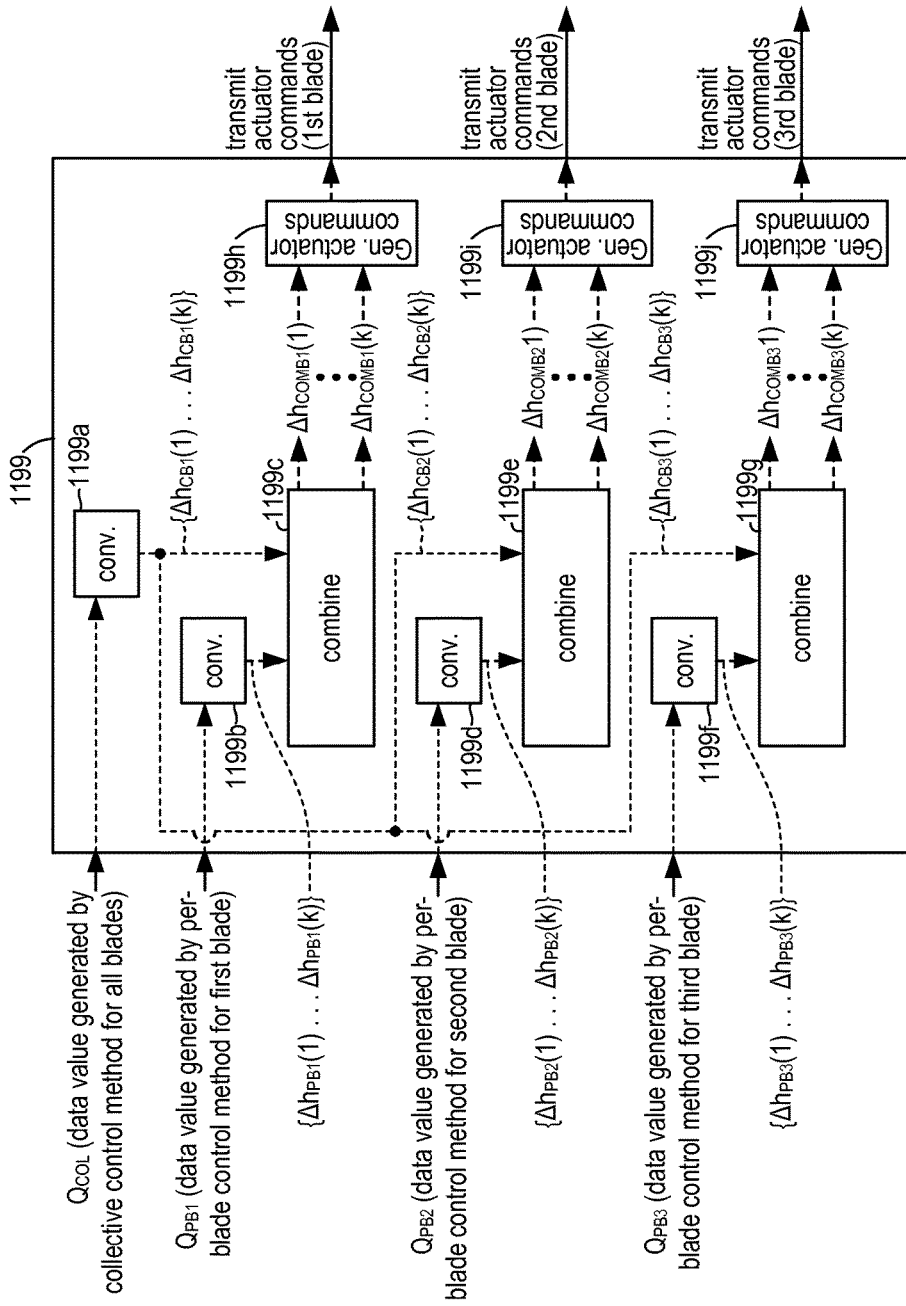 1199
1199a
conv.
QCOL (data value generated by
collective control method for all blades)
QPB1 (data value generated by per-
blade control method for first blade)
{ΔhPB1(1) . . . ΔhPB1(k)}
1199b
conv.
{ΔhCB1(1) . . . ΔhCB1(k)}
1199c
combine
ΔhCOMB1(1)
ΔhCOMB1(k)
1199h
Gen. actuator
commands
transmit
actuator
commands
(1st blade)
QPB2 (data value generated by per-
blade control method for second blade)
{ΔhPB2(1) . . . ΔhPB2(k)}
1199d
conv.
{ΔhCB2(1) . . . ΔhCB2(k)}
1199e
combine
ΔhCOMB21)
ΔhCOMB2(k)
1199i
Gen. actuator
commands
transmit
actuator
commands
(2nd blade)
QPB3 (data value generated by per-
blade control method for third blade)
{ΔhPB3(1) . . . ΔhPB3(k)}
1199f
conv.
{ΔhCB3(1) . . . ΔhCB3(k)}
1199g
combine
ΔhCOMB31)
ΔhCOMB3(k)
1199j
Gen. actuator
commands
transmit
actuator
commands
(3rd blade)